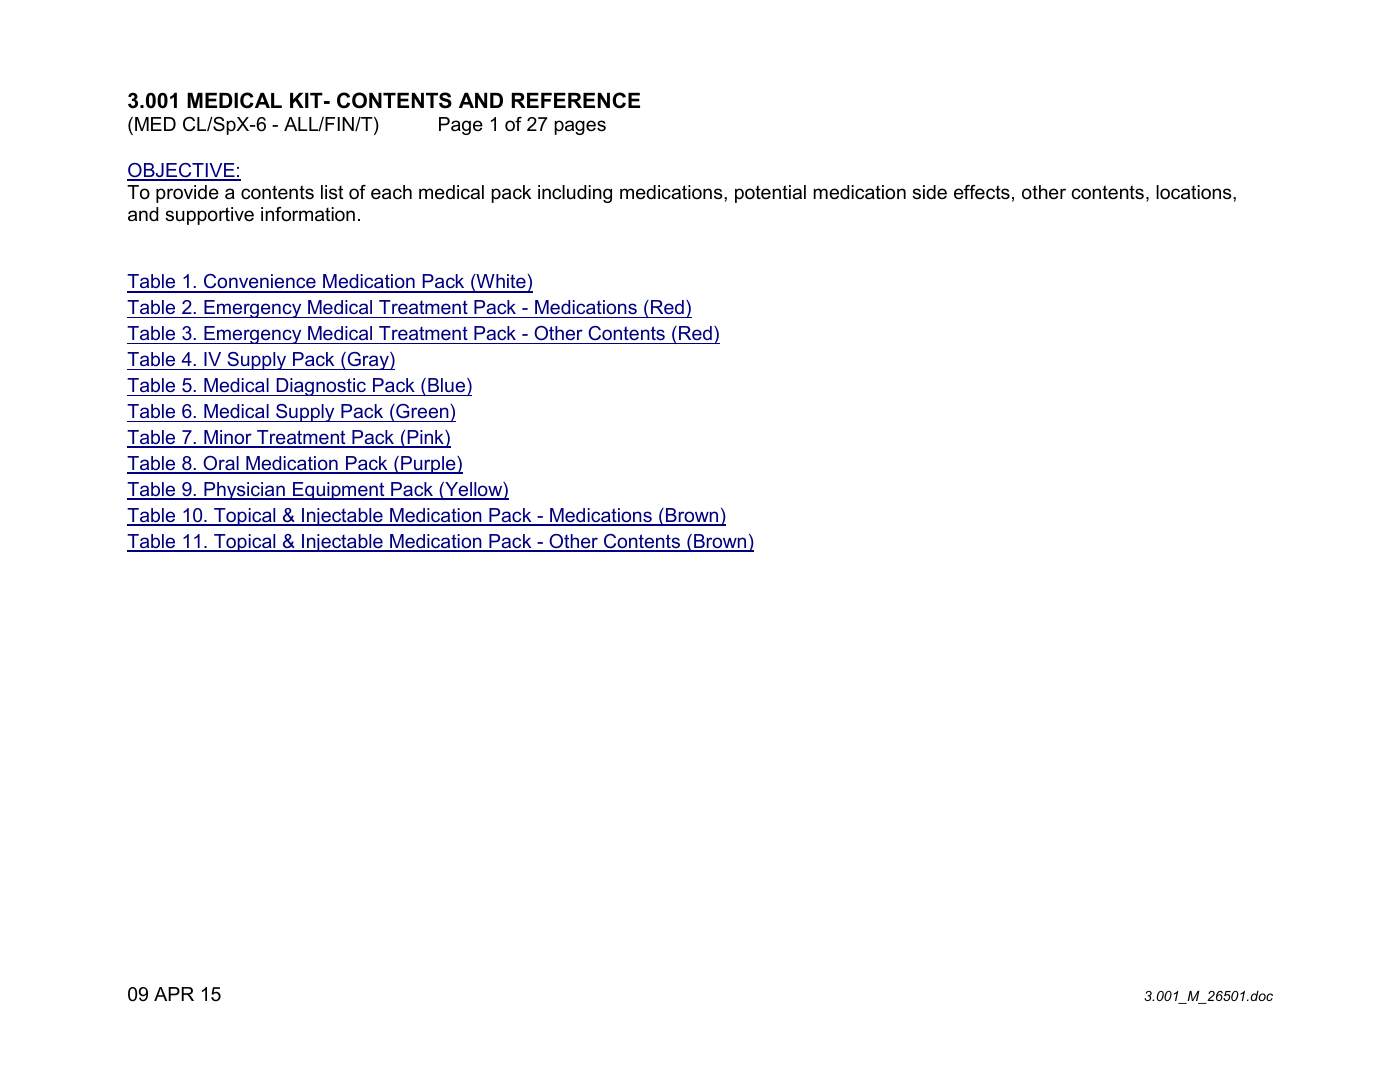 3.001 MEDICAL KIT- CONTENTS AND REFERENCE
(MED CL/SpX-6 - ALL/FIN/T) Page 1 of 27 pages
OBJECTIVE:
To provide a contents list of each medical pack including medications, potential medication side effects, other contents, locations,
and supportive information.
Table 1. Convenience Medication Pack (White)
Table 2. Emergency Medical Treatment Pack - Medications (Red)
Table 3. Emergency Medical Treatment Pack - Other Contents (Red)
Table 4. IV Supply Pack (Gray)
Table 5. Medical Diagnostic Pack (Blue)
Table 6. Medical Supply Pack (Green)
Table 7. Minor Treatment Pack (Pink)
Table 8. Oral Medication Pack (Purple)
Table 9. Physician Equipment Pack (Yellow)
Table 10. Topical & Injectable Medication Pack - Medications (Brown)
Table 11. Topical & Injectable Medication Pack - Other Contents (Brown)
09 APR 15
3.001_M_26501.doc